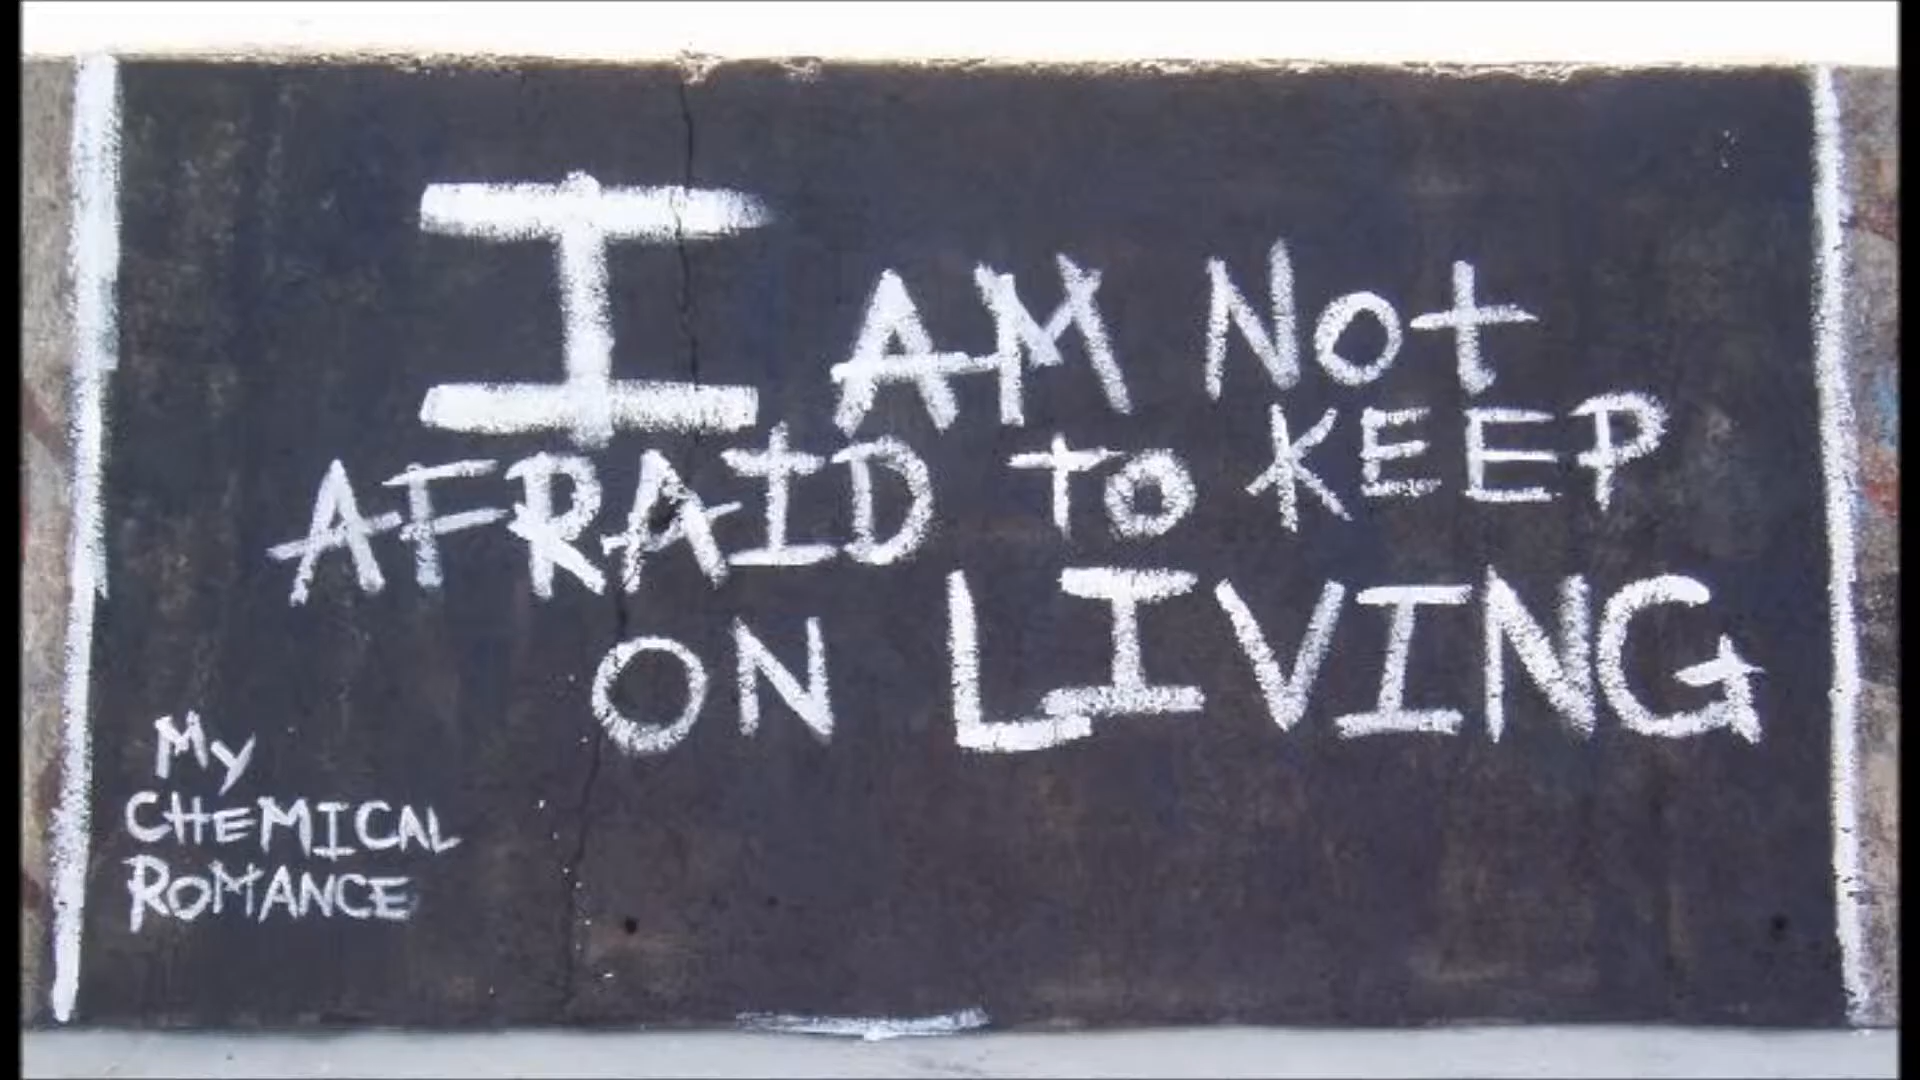 I AM Not
AFRAID to KEEP
ON LIVING
My
CHEMICAL
ROMANCE